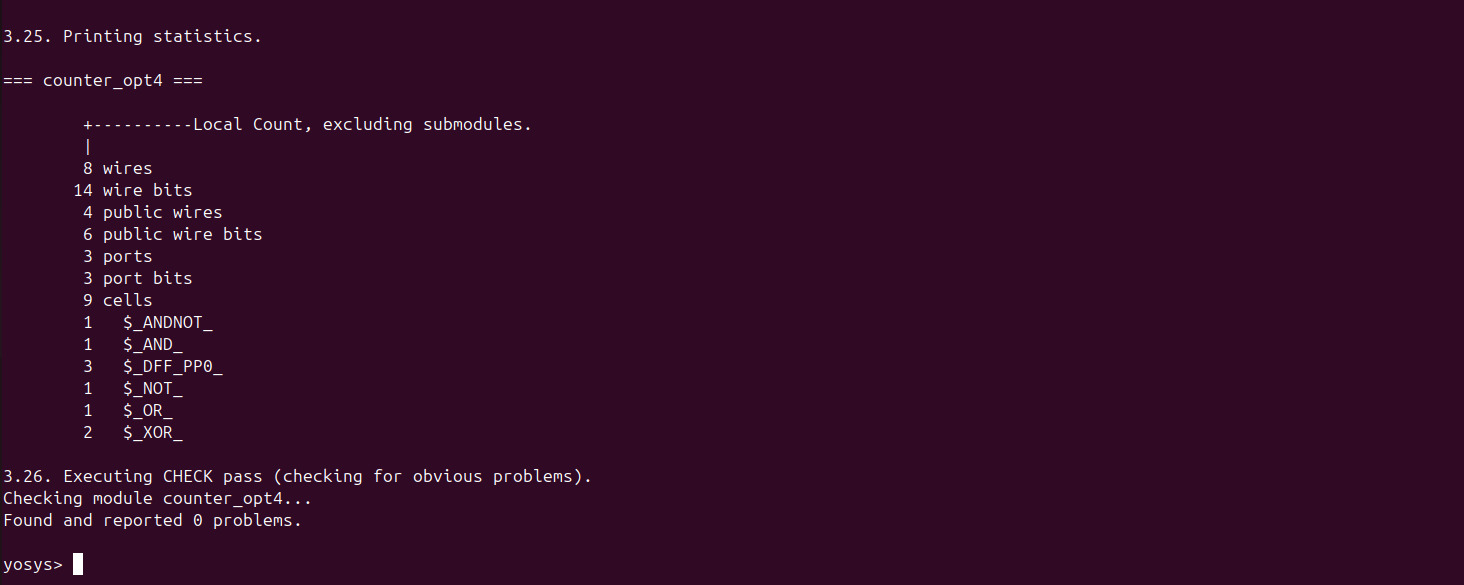 3.25. Printing statistics.
=== counter_opt4 ===
+----------Local Count, excluding submodules.
|
8 wires
14 wire bits
4 public wires
6 public wire bits
3 ports
3 port bits
9 cells
1   $_ANDNOT_
1   $_AND_
3   $_DFF_PP0_
1   $_NOT_
1   $_OR_
2   $_XOR_
3.26. Executing CHECK pass (checking for obvious problems).
Checking module counter_opt4...
Found and reported 0 problems.
yosys>